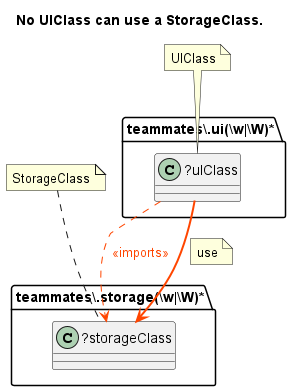 No UIClass can use a StorageClass.
UIClass
teammates\.ui(\w|\W)*
C ?uiClass
StorageClass
«imports»
use
teammates\.storage(\w|\W)*
C ?storageClass